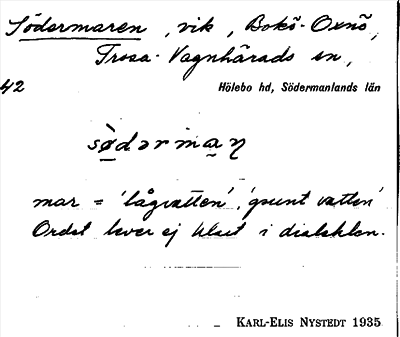 Södermaren, vik, Bokö-Oxnö,
Trosa-Vagnhärads sn,
42 Hölebo hd, Södermanlands län
sø̀dərmaꞑ
mar = 'lågvatten', 'grunt vatten'
Ordet lever ej kvar i dialekten.
KARL-ELIS NYSTEDT 1935